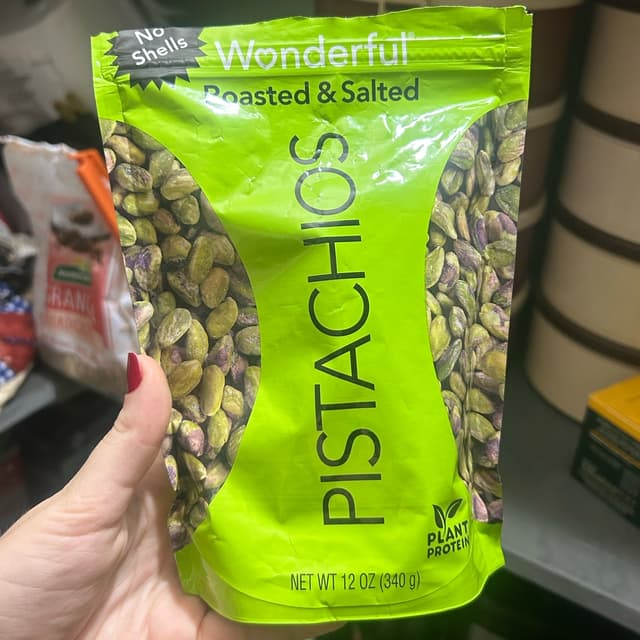 No
Shells
Wonderful®
Roasted & Salted
PISTACHIOS
PLANT
PROTEIN
NET WT 12 OZ (340 g)